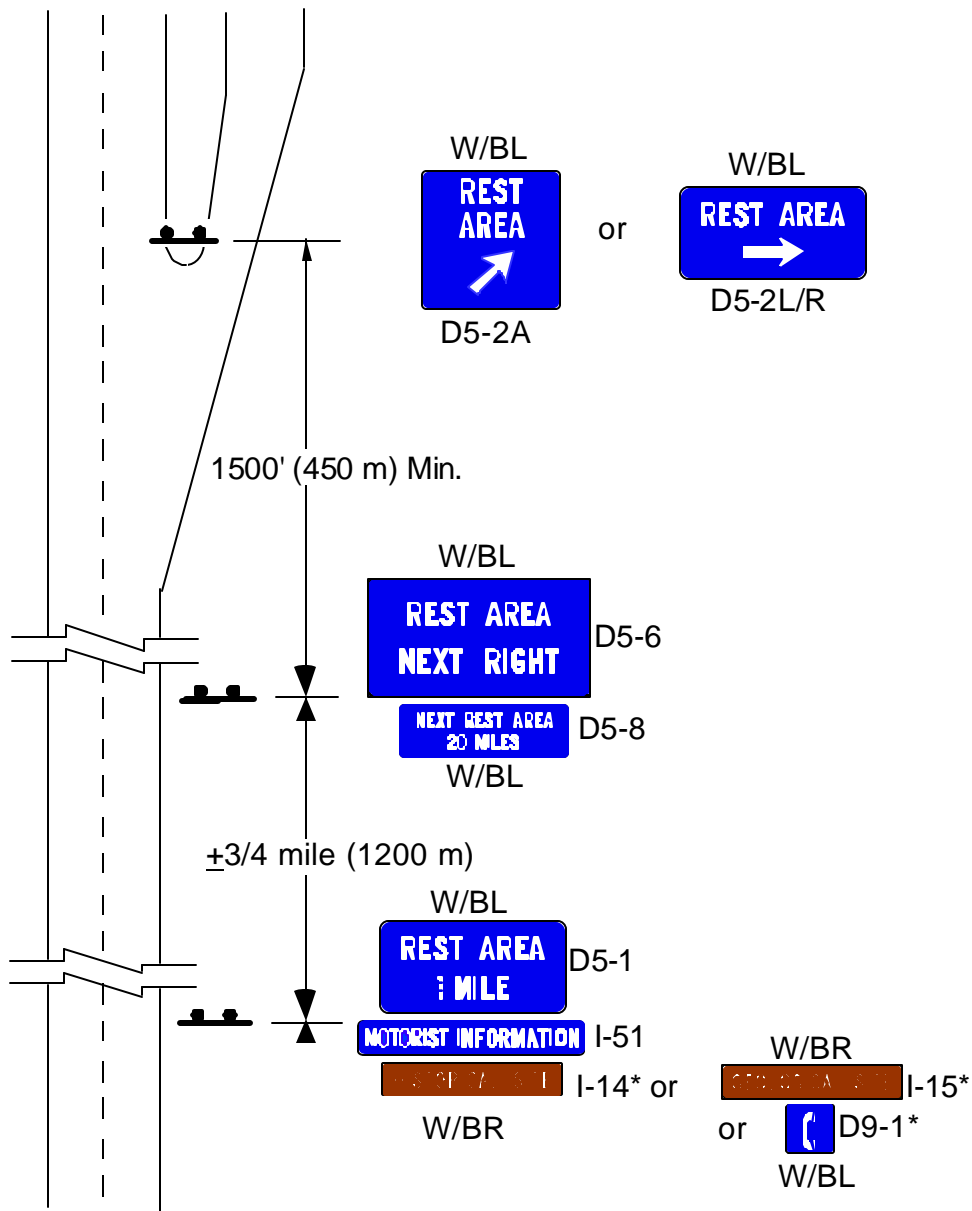 W/BL
REST
AREA
D5-2A
or
W/BL
REST AREA
D5-2L/R
1500' (450 m) Min.
W/BL
REST AREA
NEXT RIGHT
D5-6
NEXT REST AREA
20 MILES
D5-8
W/BL
±3/4 mile (1200 m)
W/BL
REST AREA
1 MILE
D5-1
MOTORIST INFORMATION
I-51
I-14* or
W/BR
W/BR
I-15*
or
D9-1*
W/BL